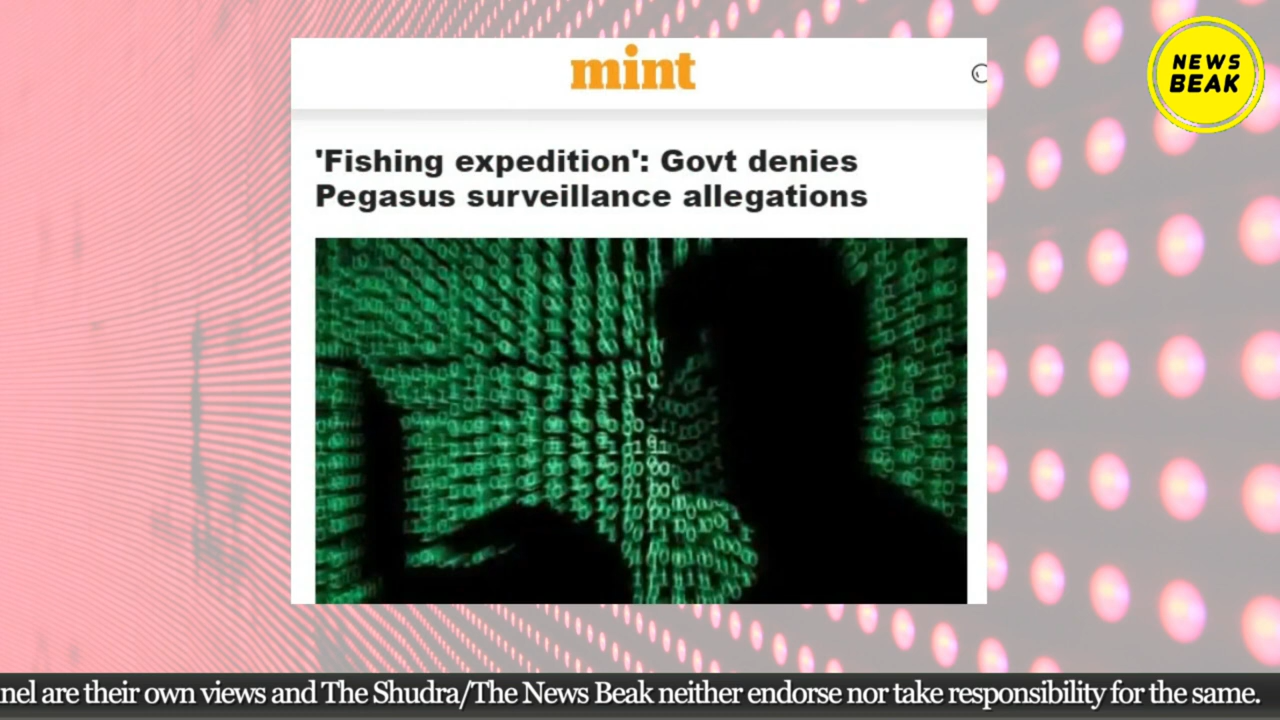 mint
NEWS
BEAK
'Fishing expedition': Govt denies
Pegasus surveillance allegations
are their own views and The Shudra/The News Beak neither endorse nor take responsibility for the same.